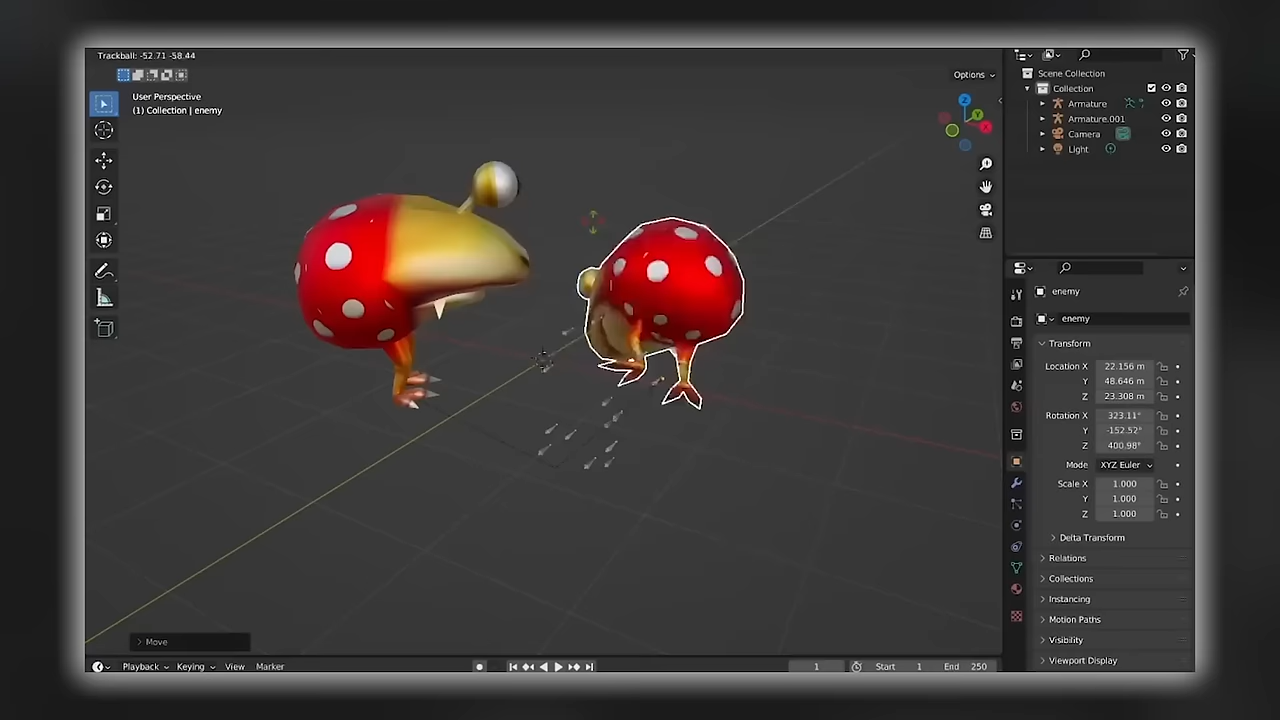 Trackball: -52.71 -58.44
Options
User Perspective
(1) Collection | enemy
Z
Y
X
Scene Collection
Collection
Armature
Armature.001
Camera
Light
enemy
enemy
Transform
Location X 22.156 m
Y 48.646 m
Z 23.308 m
Rotation X 323.11°
Y -152.52°
Z 400.98°
Mode XYZ Euler
Scale X 1.000
Y 1.000
Z 1.000
Delta Transform
Relations
Collections
Instancing
Motion Paths
Visibility
Viewport Display
Move
Playback Keying View Marker 1 Start 1 End 250